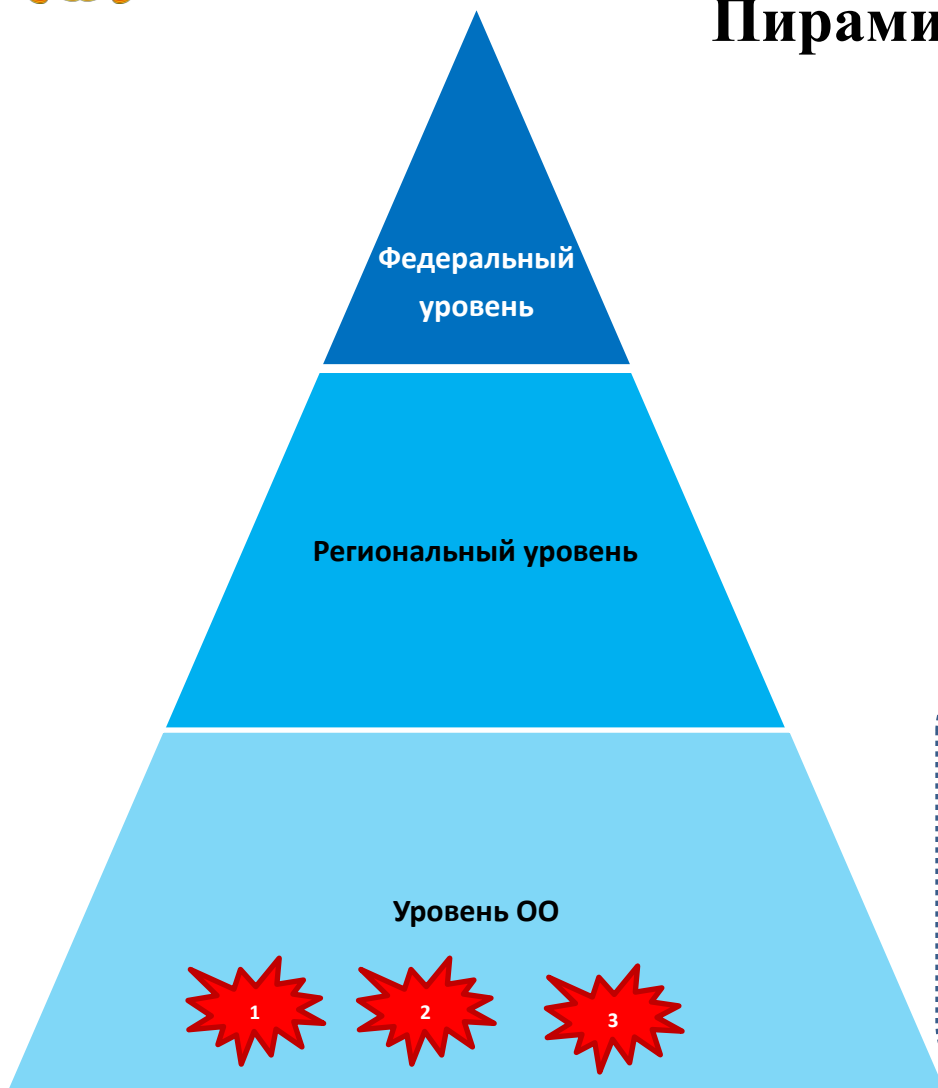 Пирами
Федеральный
уровень
Региональный уровень
Уровень ОО
1 2 3